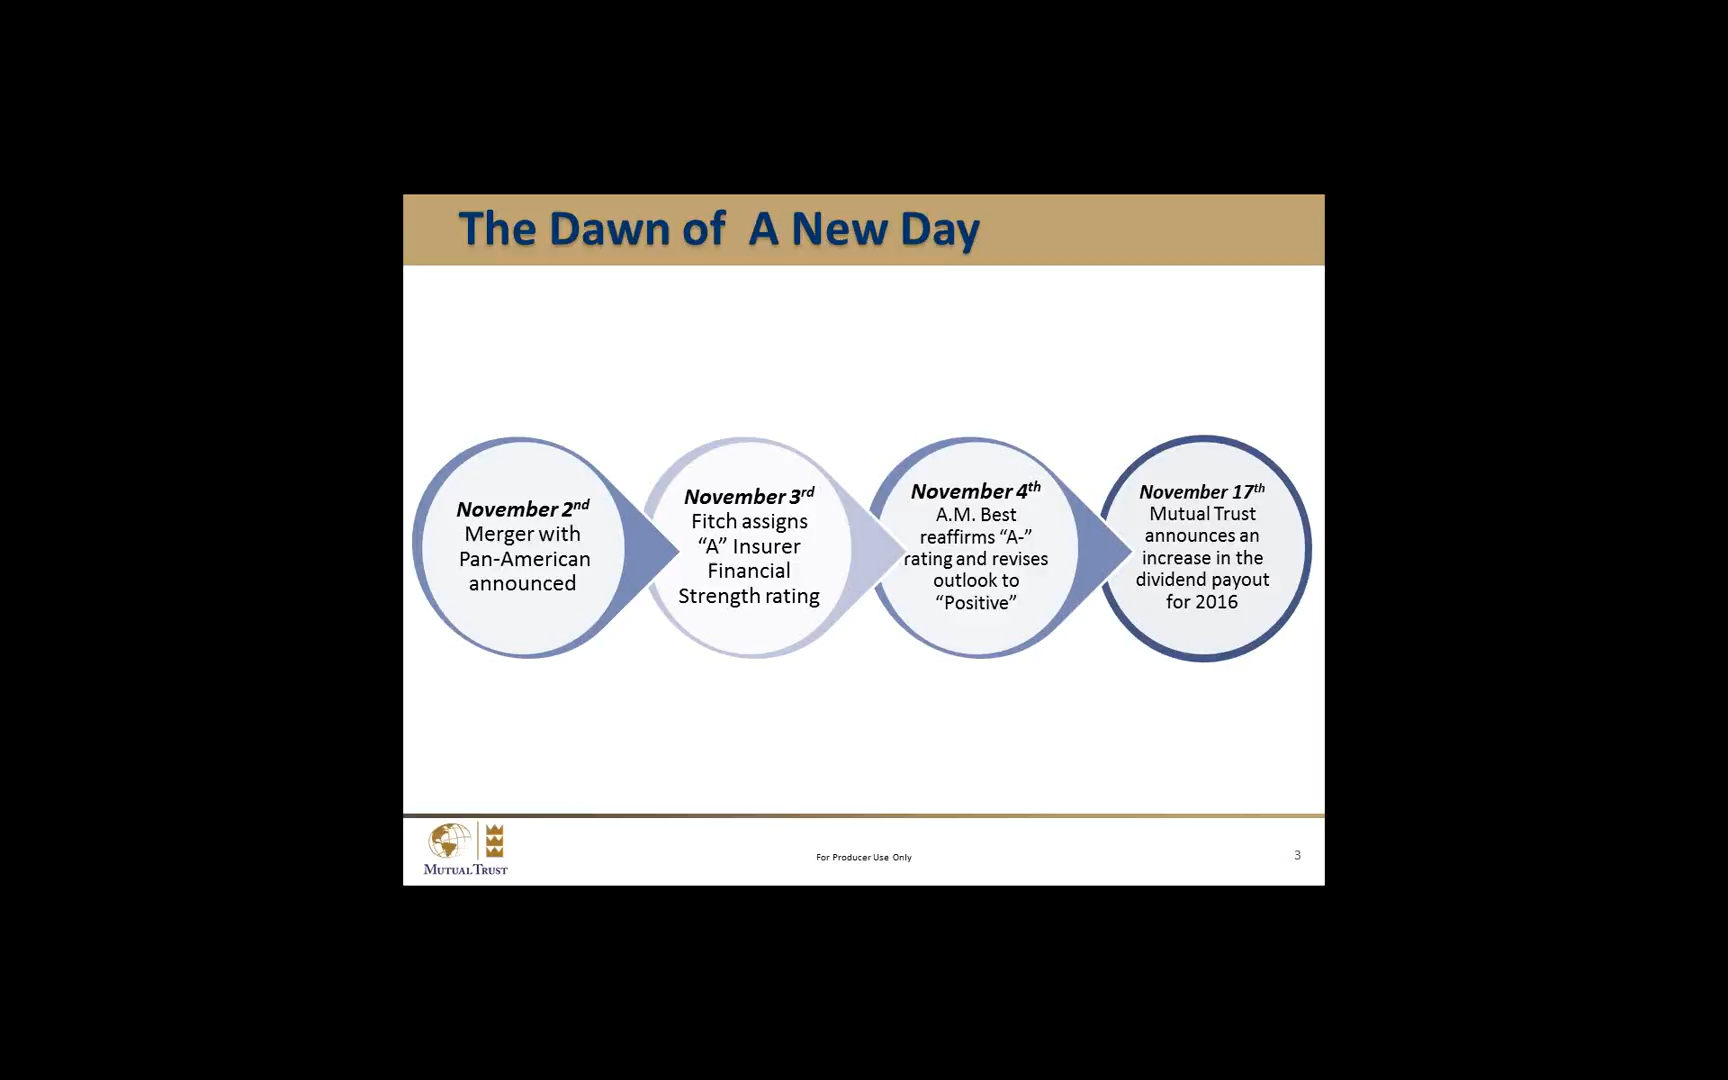 The Dawn of  A New Day
November 2nd
Merger with
Pan-American
announced
November 3rd
Fitch assigns
“A” Insurer
Financial
Strength rating
November 4th
A.M. Best
reaffirms “A-”
rating and revises
outlook to
“Positive”
November 17th
Mutual Trust
announces an
increase in the
dividend payout
for 2016
MUTUAL TRUST
For Producer Use Only
3